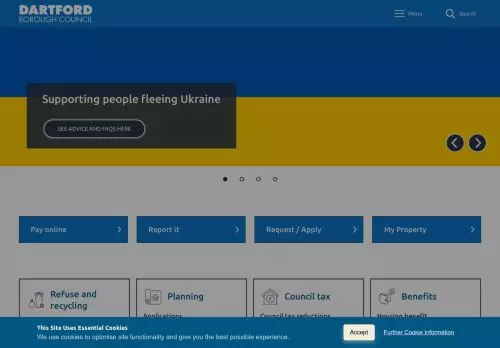 DARTFORD
BOROUGH COUNCIL
Menu
Search
Supporting people fleeing Ukraine
SEE ADVICE AND FAQS HERE
Pay online
Report it
Request / Apply
My Property
Refuse and
recycling
Planning
Council tax
Benefits
Applications
Council tax reductions
Housing benefit
This Site Uses Essential Cookies
We use cookies to optimise site functionality and give you the best possible experience.
Accept
Further Cookie Information